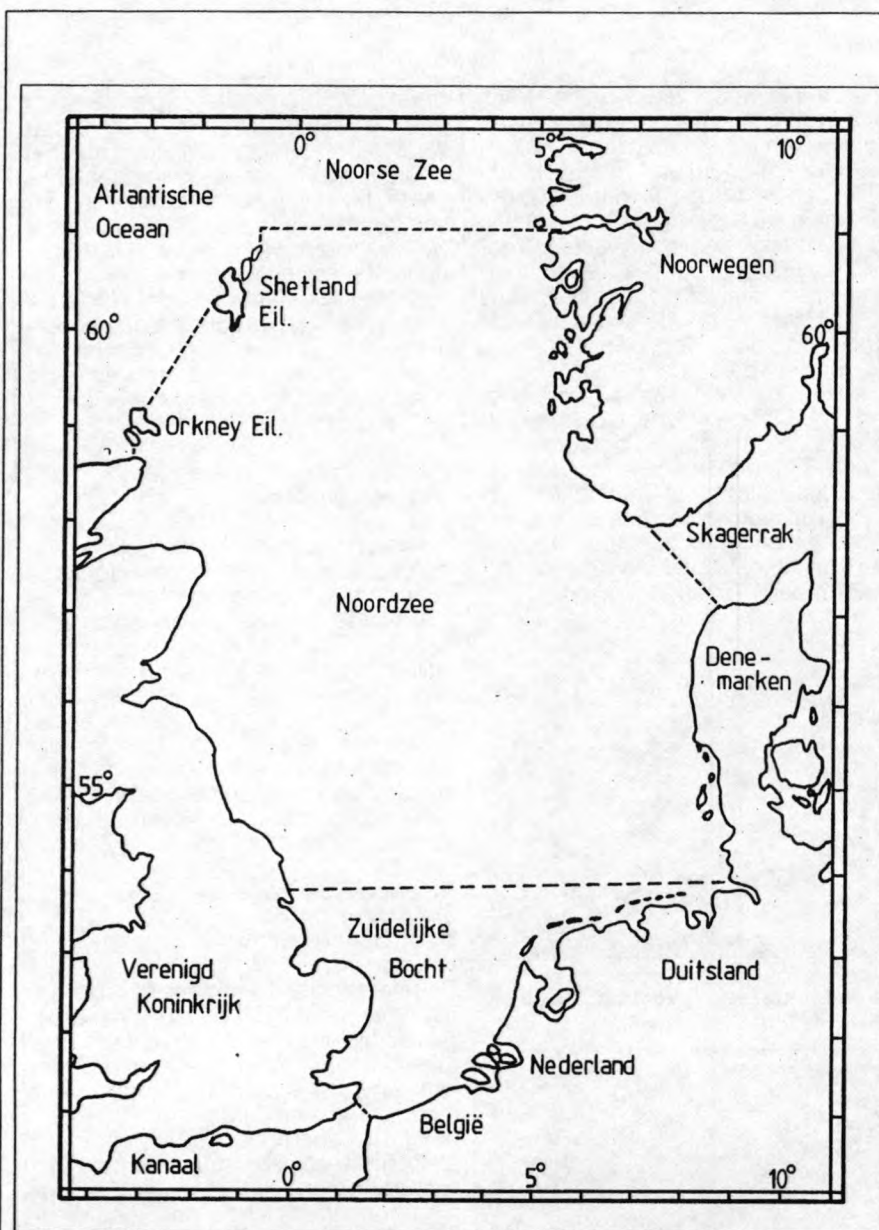 0°
5°
10°
Noorse Zee
Atlantische
Oceaan
Noorwegen
Shetland
Eil.
60°
60°
Orkney Eil.
Skagerrak
Noordzee
Dene-
marken
55°
Zuidelijke
Bocht
Verenigd
Koninkrijk
Duitsland
Nederland
België
Kanaal
0°
5°
10°